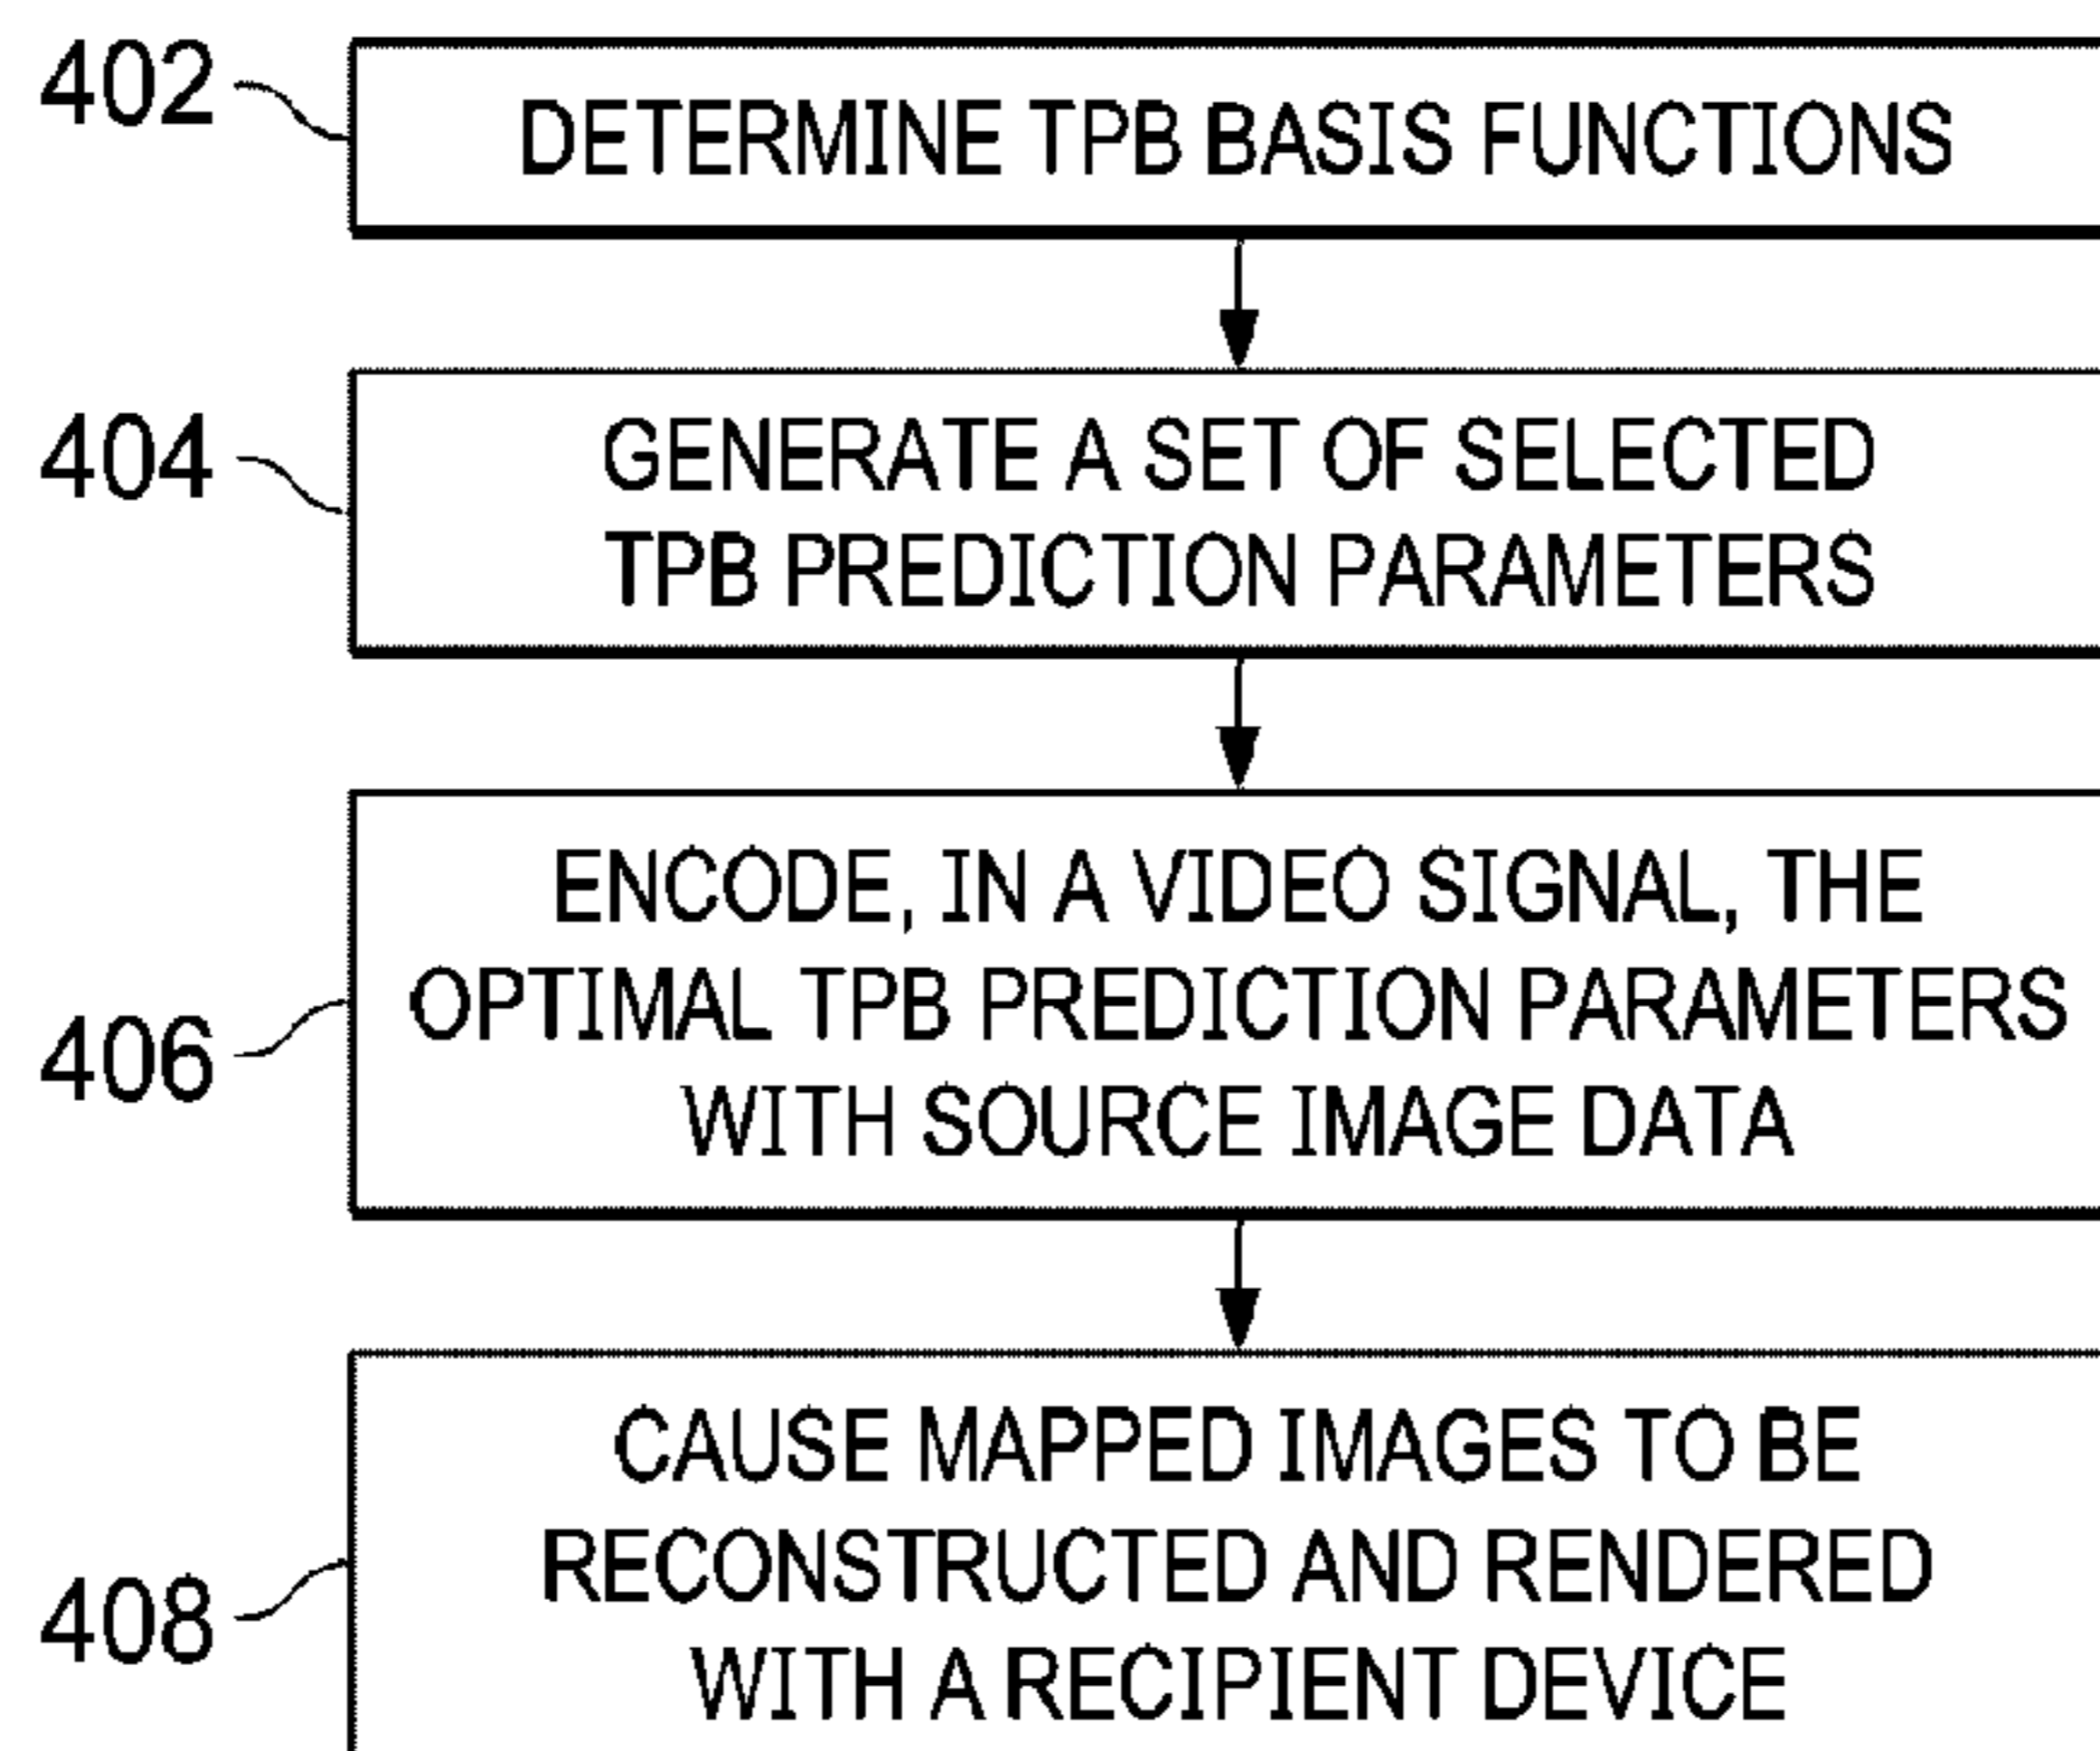 402
DETERMINE TPB BASIS FUNCTIONS
404
GENERATE A SET OF SELECTED
TPB PREDICTION PARAMETERS
406
ENCODE, IN A VIDEO SIGNAL, THE
OPTIMAL TPB PREDICTION PARAMETERS
WITH SOURCE IMAGE DATA
408
CAUSE MAPPED IMAGES TO BE
RECONSTRUCTED AND RENDERED
WITH A RECIPIENT DEVICE